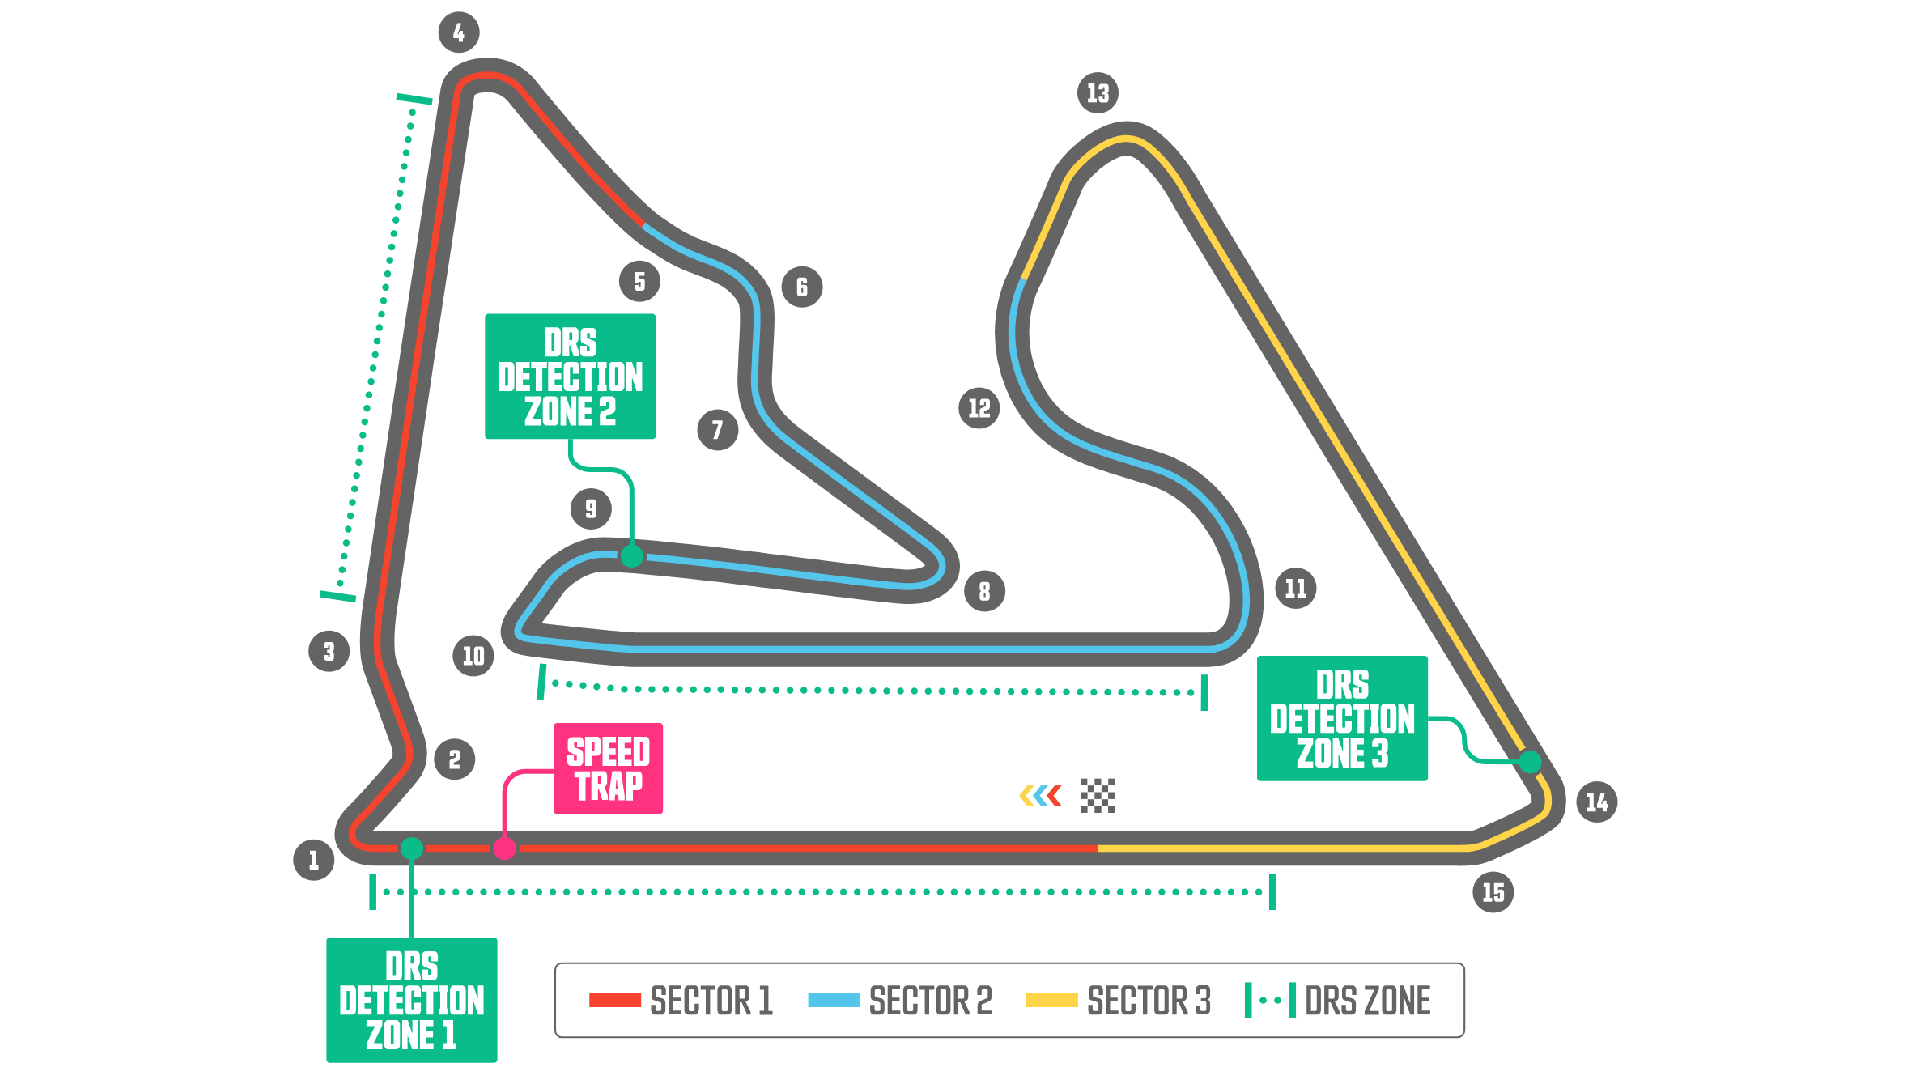 4
13
5
6
DRS
DETECTION
ZONE 2
7
12
9
8
11
3
10
DRS
DETECTION
ZONE 3
2
SPEED
TRAP
14
1
15
DRS
DETECTION
ZONE 1
SECTOR 1
SECTOR 2
SECTOR 3
DRS ZONE